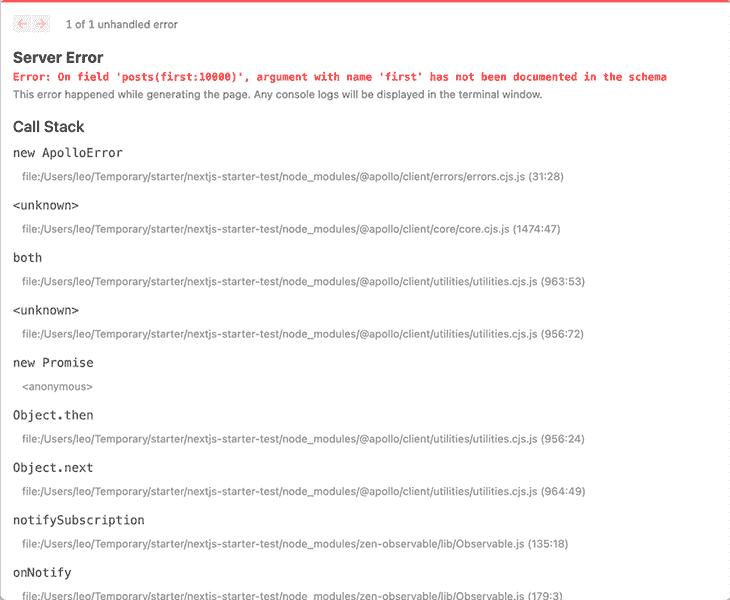 1 of 1 unhandled error
Server Error
Error: On field 'posts(first:10000)', argument with name 'first' has not been documented in the schema
This error happened while generating the page. Any console logs will be displayed in the terminal window.
Call Stack
new ApolloError
file:/Users/leo/Temporary/starter/nextjs-starter-test/node_modules/@apollo/client/errors/errors.cjs.js (31:28)
<unknown>
file:/Users/leo/Temporary/starter/nextjs-starter-test/node_modules/@apollo/client/core/core.cjs.js (1474:47)
both
file:/Users/leo/Temporary/starter/nextjs-starter-test/node_modules/@apollo/client/utilities/utilities.cjs.js (963:53)
<unknown>
file:/Users/leo/Temporary/starter/nextjs-starter-test/node_modules/@apollo/client/utilities/utilities.cjs.js (956:72)
new Promise
<anonymous>
Object.then
file:/Users/leo/Temporary/starter/nextjs-starter-test/node_modules/@apollo/client/utilities/utilities.cjs.js (956:24)
Object.next
file:/Users/leo/Temporary/starter/nextjs-starter-test/node_modules/@apollo/client/utilities/utilities.cjs.js (964:49)
notifySubscription
file:/Users/leo/Temporary/starter/nextjs-starter-test/node_modules/zen-observable/lib/Observable.js (135:18)
onNotify
file:/Users/leo/Temporary/starter/nextjs-starter-test/node_modules/zen-observable/lib/Observable.js (179:3)